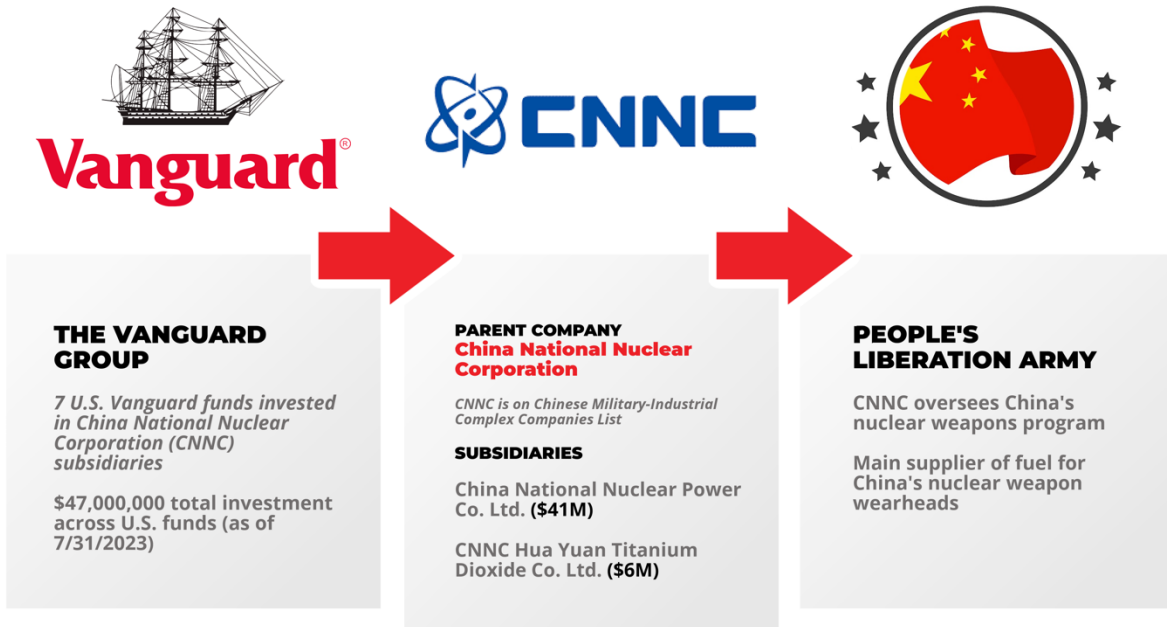 Vanguard®
CNNC
THE VANGUARD
GROUP
7 U.S. Vanguard funds invested
in China National Nuclear
Corporation (CNNC)
subsidiaries
$47,000,000 total investment
across U.S. funds (as of
7/31/2023)
PARENT COMPANY
China National Nuclear
Corporation
CNNC is on Chinese Military-Industrial
Complex Companies List
SUBSIDIARIES
China National Nuclear Power
Co. Ltd. ($41M)
CNNC Hua Yuan Titanium
Dioxide Co. Ltd. ($6M)
PEOPLE'S
LIBERATION ARMY
CNNC oversees China's
nuclear weapons program
Main supplier of fuel for
China's nuclear weapon
wearheads